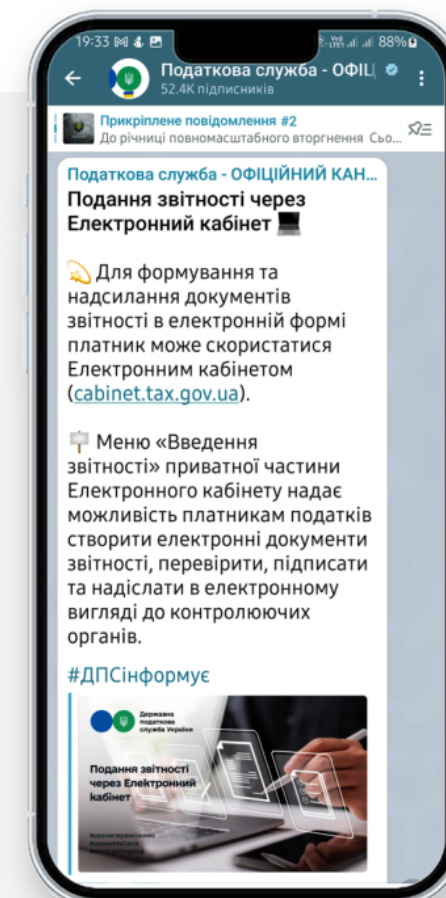 19:33
88%
Податкова служба - ОФІЦ
52.4K підписників
Прикріплене повідомлення #2
До річниці повномасштабного вторгнення Сьо...
Податкова служба - ОФІЦІЙНИЙ КАН...
Подання звітності через
Електронний кабінет
Для формування та
надсилання документів
звітності в електронній формі
платник може скористатися
Електронним кабінетом
(cabinet.tax.gov.ua).
Меню «Введення
звітності» приватної частини
Електронного кабінету надає
можливість платникам податків
створити електронні документи
звітності, перевірити, підписати
та надіслати в електронному
вигляді до контролюючих
органів.
#ДПСінформує
Державна
податкова
служба України
Подання звітності
через Електронний
кабінет